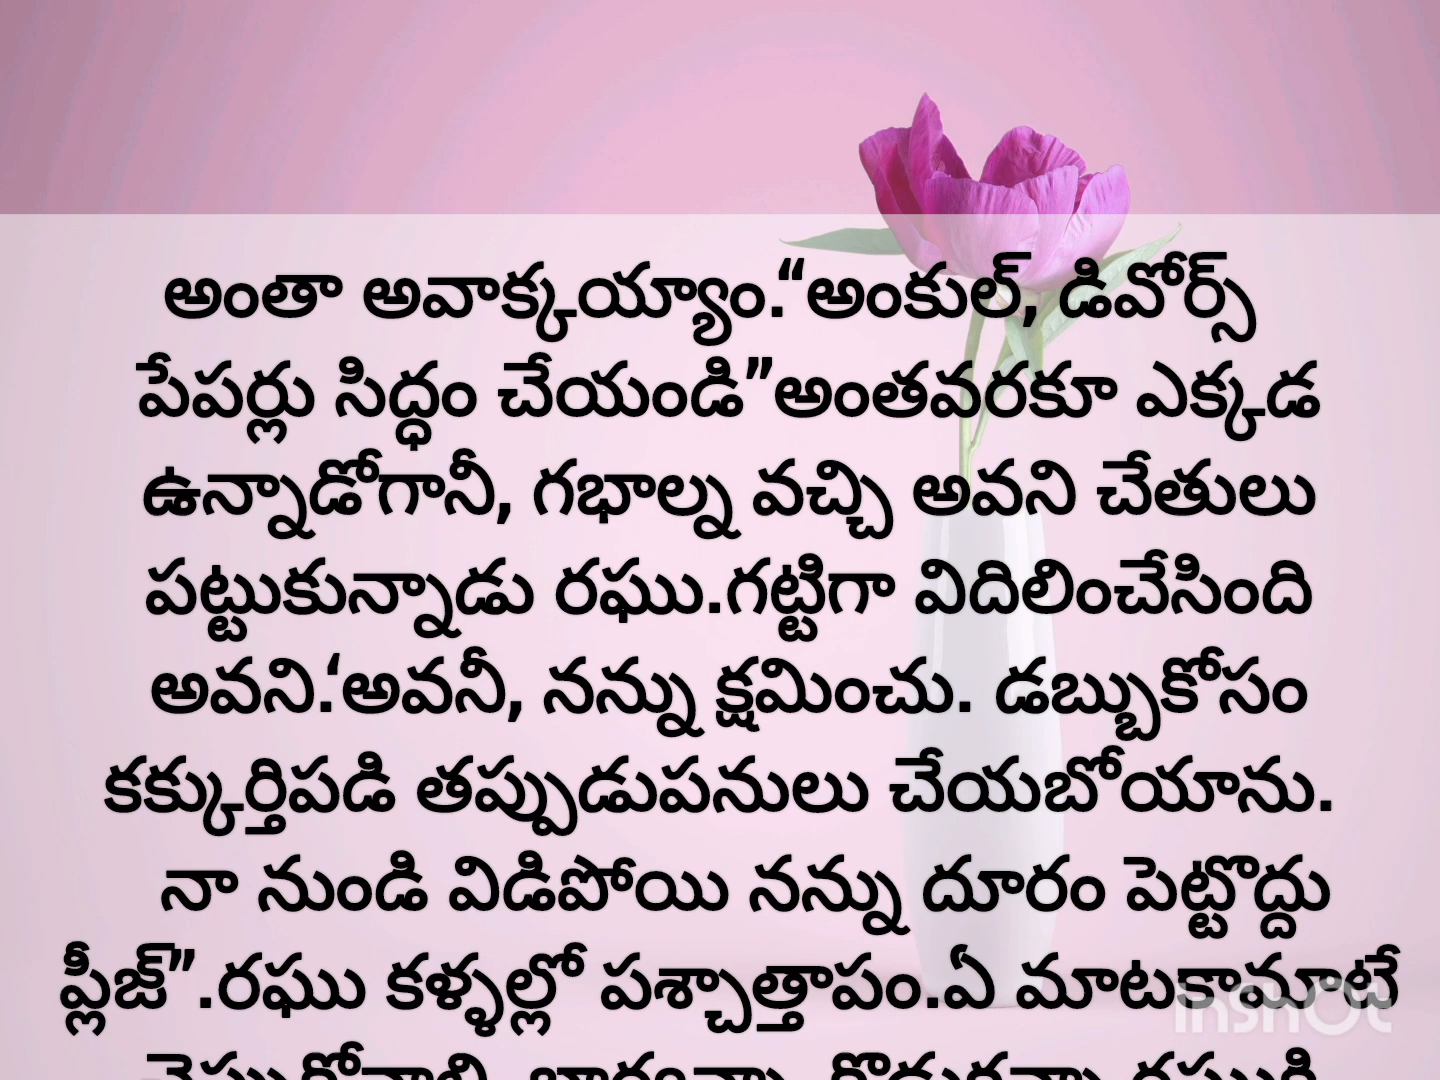 అంతా అవాక్కయ్యాం.“అంకుల్, డివోర్స్
పేపర్లు సిద్ధం చేయండి”అంతవరకూ ఎక్కడ
ఉన్నాడోగానీ, గభాల్న వచ్చి అవని చేతులు
పట్టుకున్నాడు రఘు.గట్టిగా విదిలించేసింది
అవని.‘అవనీ, నన్ను క్షమించు. డబ్బుకోసం
కక్కుర్తిపడి తప్పుడుపనులు చేయబోయాను.
నా నుండి విడిపోయి నన్ను దూరం పెట్టొద్దు
ప్లీజ్”.రఘు కళ్ళల్లో పశ్చాత్తాపం.ఏ మాటకామాటే
InShOt